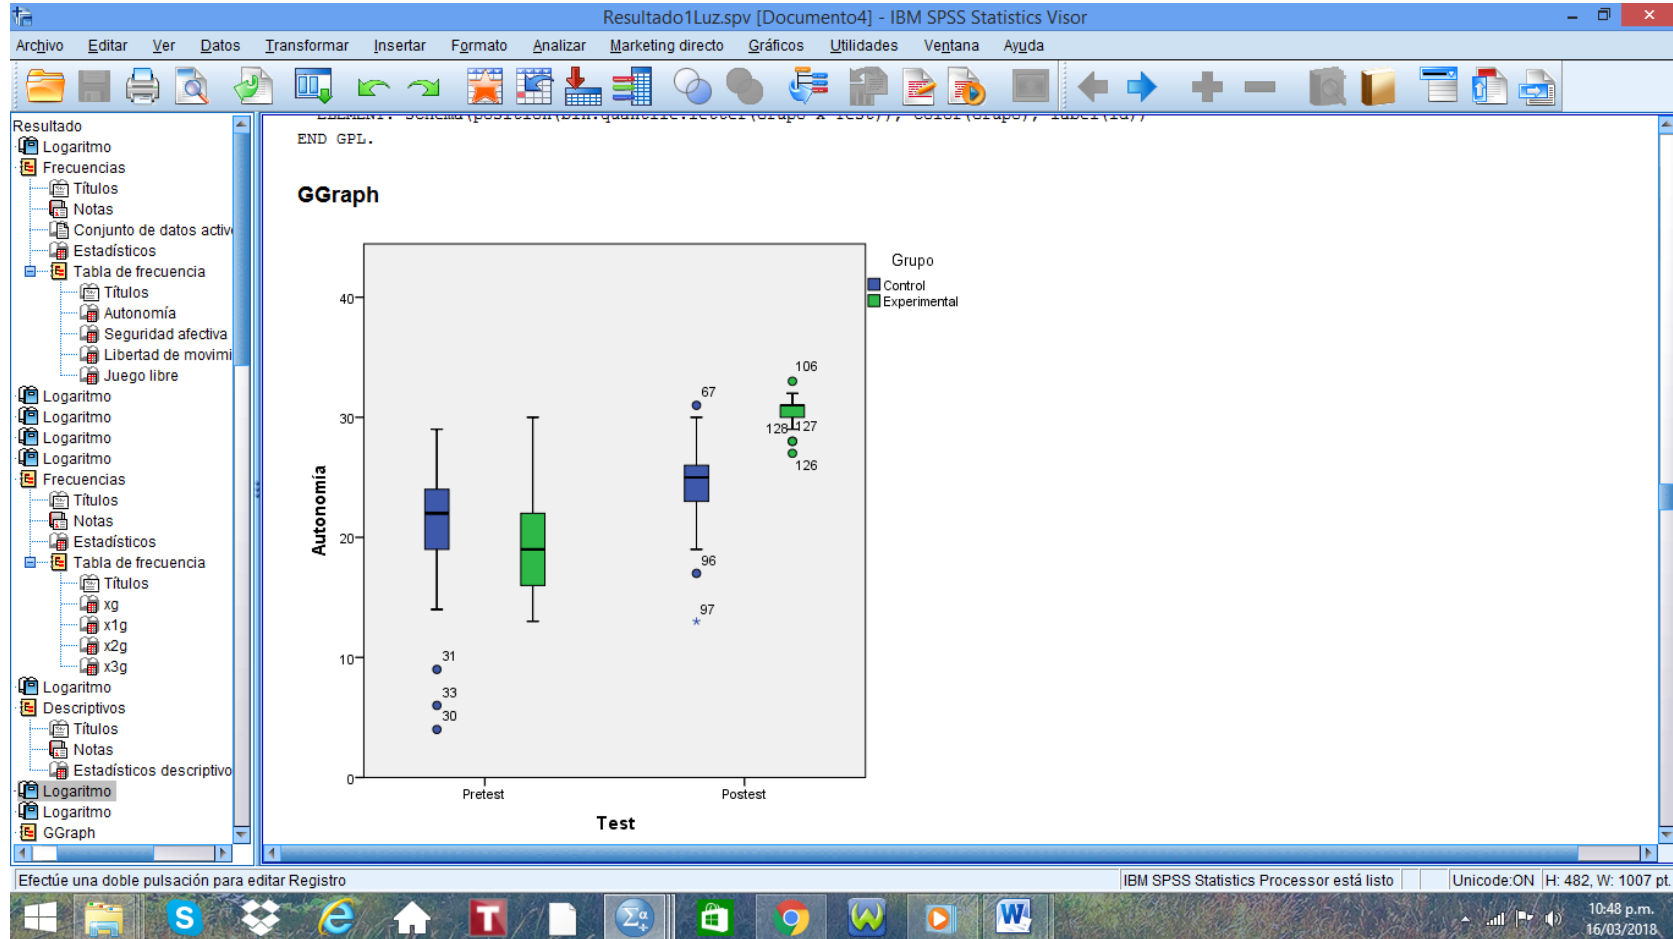 Resultado1Luz.spv [Documento4] - IBM SPSS Statistics Visor
Archivo Editar Ver Datos Transformar Insertar Formato Analizar Marketing directo Gráficos Utilidades Ventana Ayuda
Resultado
Logaritmo
Frecuencias
Títulos
Notas
Conjunto de datos activ
Estadísticos
Tabla de frecuencia
Títulos
Autonomía
Seguridad afectiva
Libertad de movimi
Juego libre
Logaritmo
Logaritmo
Logaritmo
Logaritmo
Frecuencias
Títulos
Notas
Estadísticos
Tabla de frecuencia
Títulos
xg
x1g
x2g
x3g
Logaritmo
Descriptivos
Títulos
Notas
Estadísticos descriptivo
Logaritmo
Logaritmo
GGraph
END GPL.
GGraph
Grupo
Control
Experimental
40
30
20
10
0
Autonomía
106
67
128 127
126
96
97
31
33
30
Pretest Postest
Test
Efectúe una doble pulsación para editar Registro
IBM SPSS Statistics Processor está listo
Unicode:ON H: 482, W: 1007 pt.
10:48 p.m.
16/03/2018